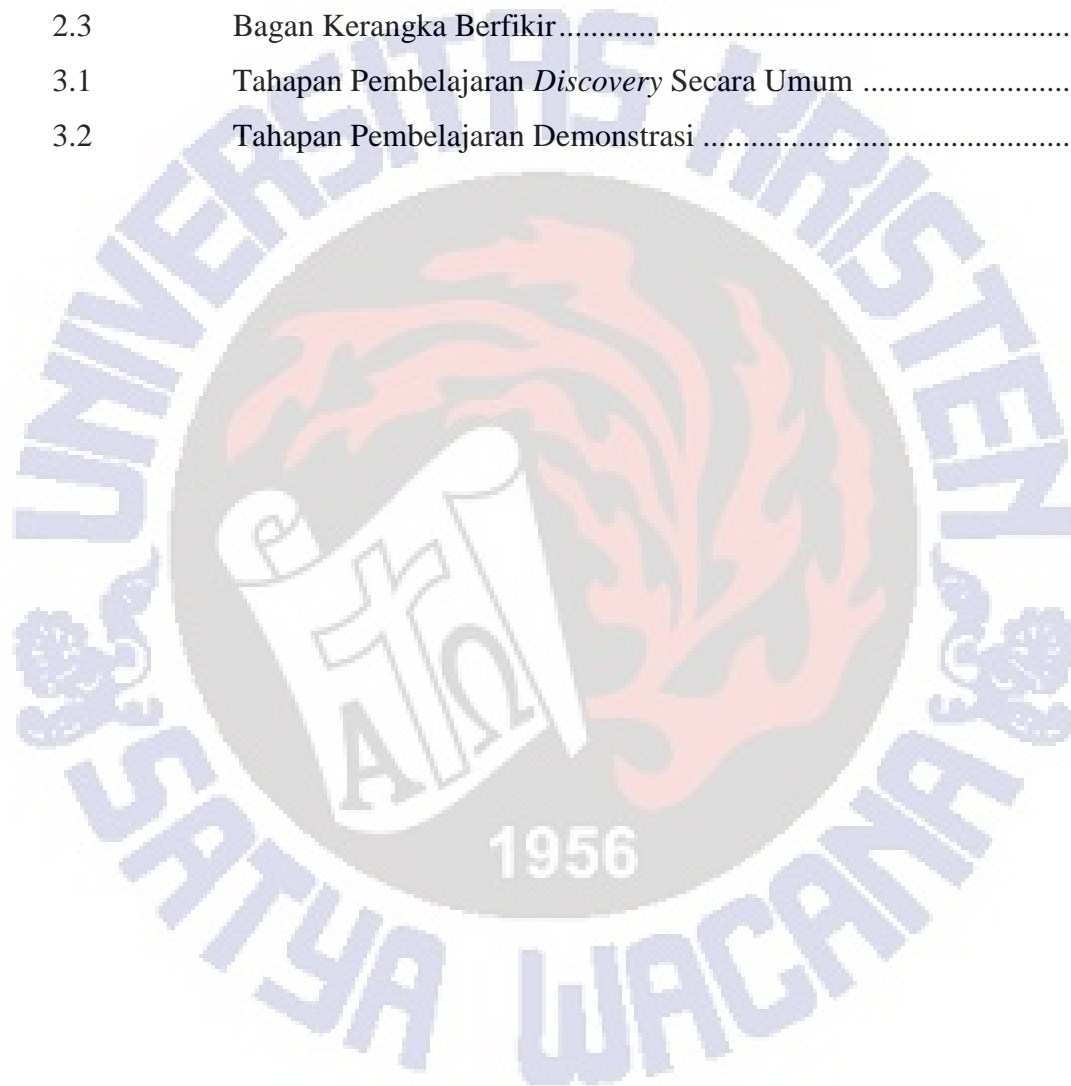 2.3 Bagan Kerangka Berfikir................................................................
3.1 Tahapan Pembelajaran Discovery Secara Umum ..........................
3.2 Tahapan Pembelajaran Demonstrasi ..............................................
UNIVERSITAS KRISTEN
Α Ω
1956
SATYA WACANA